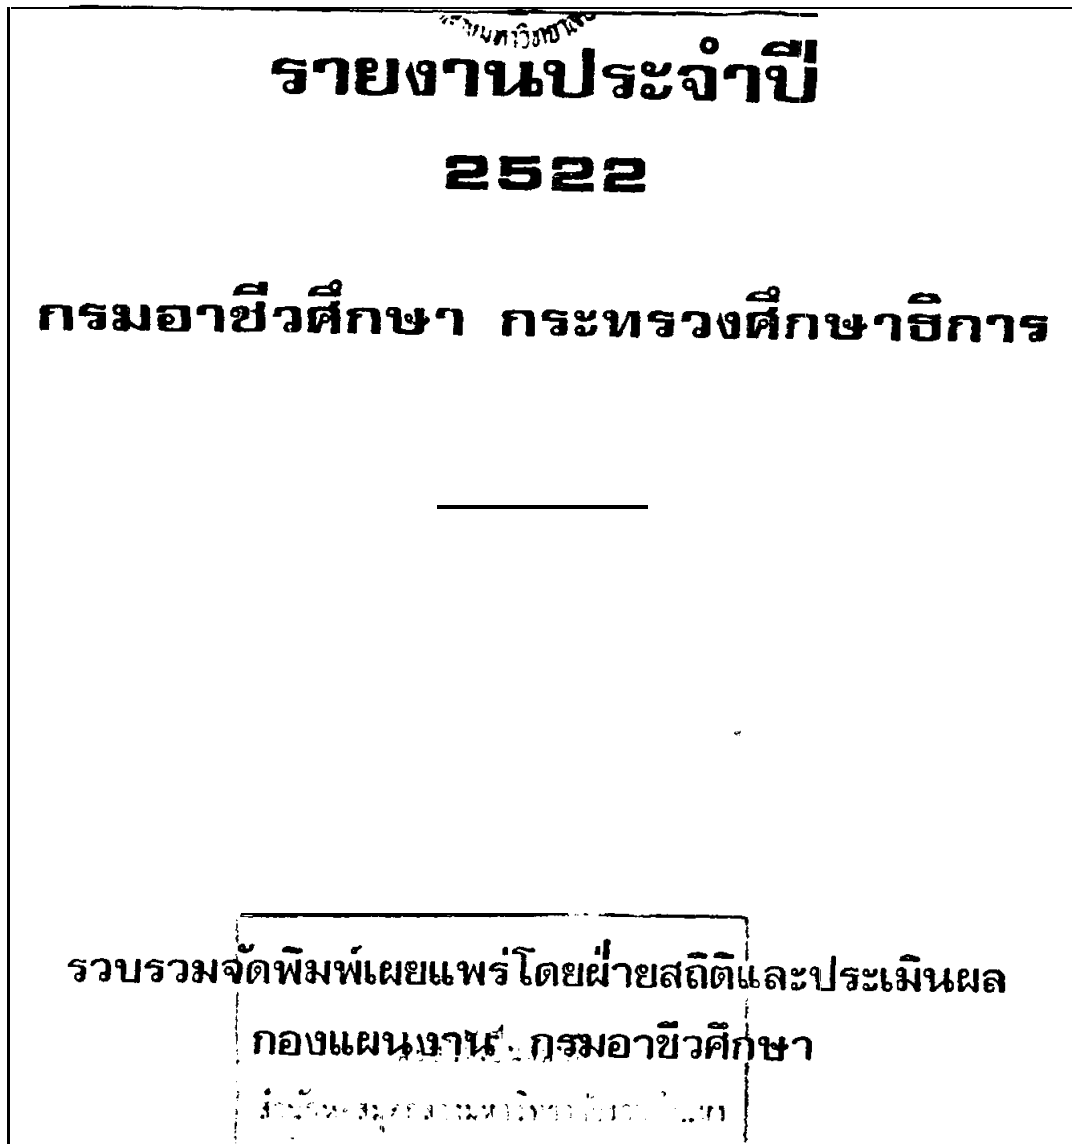 รายงานประจำปี
2522
กรมอาชีวศึกษา กระทรวงศึกษาธิการ
รวบรวมจัดพิมพ์เผยแพร่โดยฝ่ายสถิติและประเมินผล
กองแผนงาน กรมอาชีวศึกษา